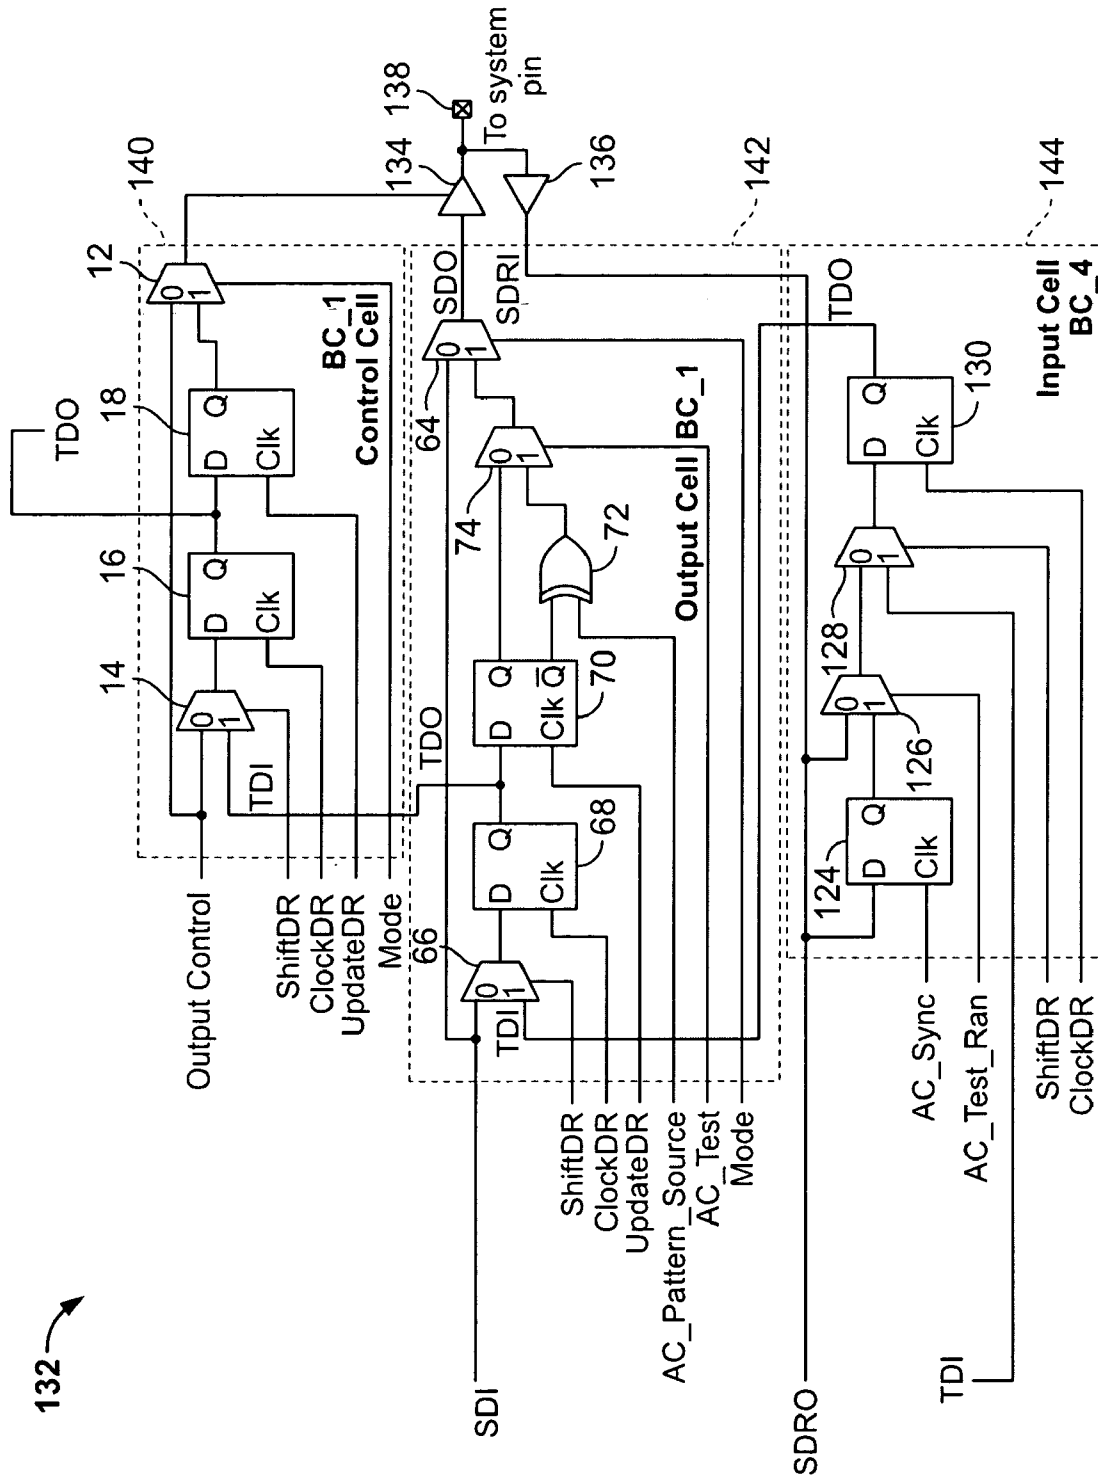 132
140
12
0
1
BC_1
Control Cell
TDO
18
D
Q
Clk
16
D
Q
Clk
14
0
1
TDI
Output Control
ShiftDR
ClockDR
UpdateDR
Mode
134
138
To system
pin
136
142
SDO
SDRI
64
0
1
Output Cell BC_1
74
0
1
72
TDO
D
Q
Clk
Q
70
D
Q
Clk
68
66
0
1
TDI
SDI
ShiftDR
ClockDR
UpdateDR
AC_Pattern_Source
AC_Test
Mode
144
Input Cell
BC_4
TDO
D
Q
Clk
130
128
0
1
0
1
126
124
D
Q
Clk
SDRO
AC_Sync
AC_Test_Ran
ShiftDR
ClockDR
TDI